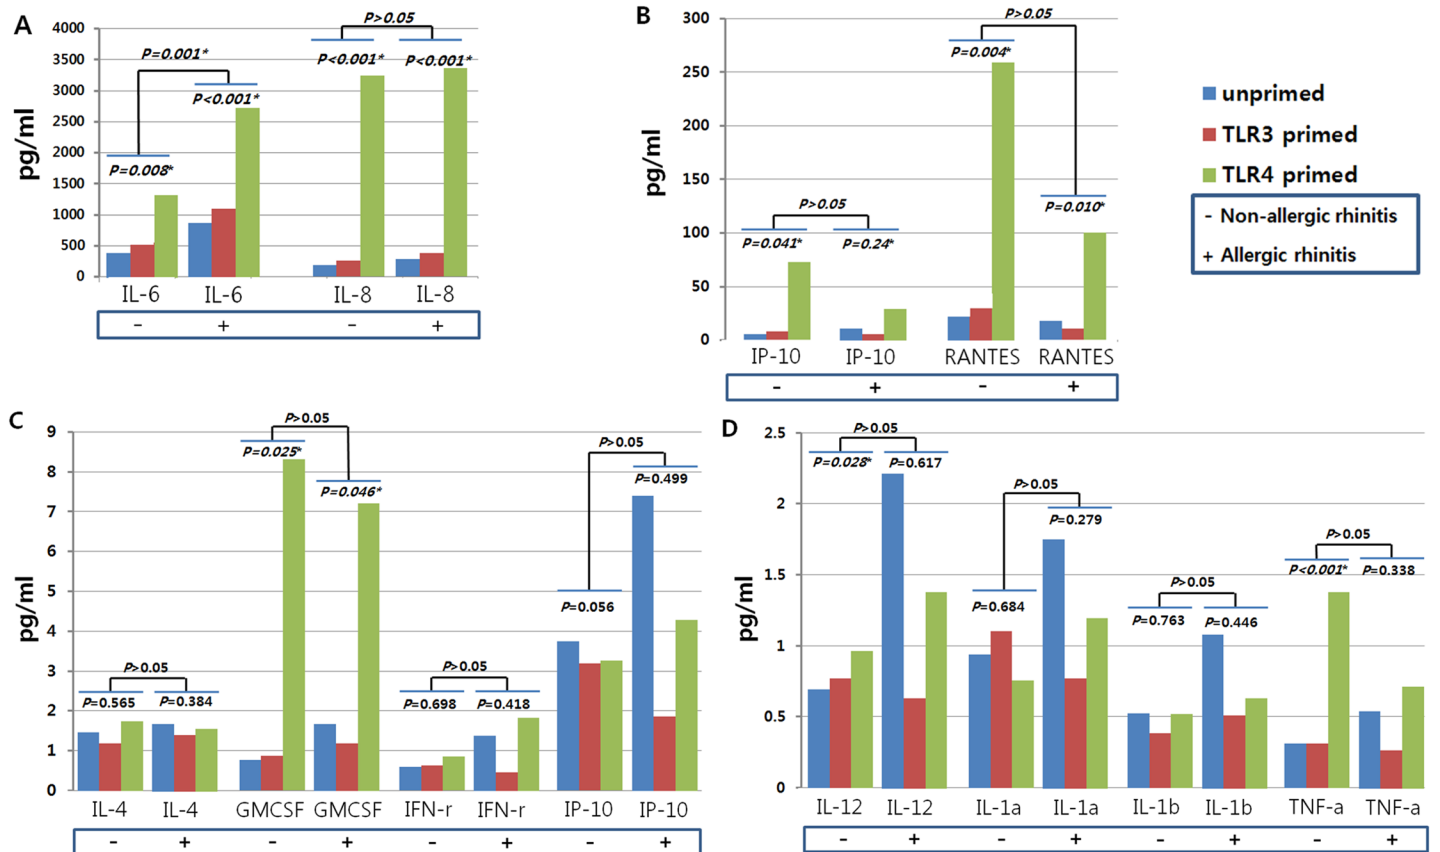 A
P>0.05
4000
P=0.001*
3500
P<0.001*
P<0.001*
3000
P<0.001*
2500
pg/ml
2000
P=0.008*
1500
1000
500
0
IL-6
IL-6
IL-8
IL-8
-
+
-
+
B
P>0.05
300
P=0.004*
250
200
pg/ml
P>0.05
150
P=0.010*
P=0.041*
P=0.24*
100
50
0
IP-10
IP-10
RANTES
RANTES
-
+
-
+
unprimed
TLR3 primed
TLR4 primed
- Non-allergic rhinitis
+ Allergic rhinitis
C
P>0.05
9
P=0.025*
P>0.05
8
P=0.499
P=0.046*
7
6
pg/ml
5
P=0.056
4
3
P>0.05
P>0.05
P=0.565
P=0.384
P=0.698
P=0.418
2
1
0
IL-4
IL-4
GMCSF
GMCSF
IFN-r
IFN-r
IP-10
IP-10
-
+
-
+
-
+
-
+
D
P>0.05
2.5
P=0.028*
P=0.617
P>0.05
2
P=0.279
pg/ml
P>0.05
1.5
P=0.684
P>0.05
P<0.001*
P=0.338
P=0.763
P=0.446
1
0.5
0
IL-12
IL-12
IL-1a
IL-1a
IL-1b
IL-1b
TNF-a
TNF-a
-
+
-
+
-
+
-
+